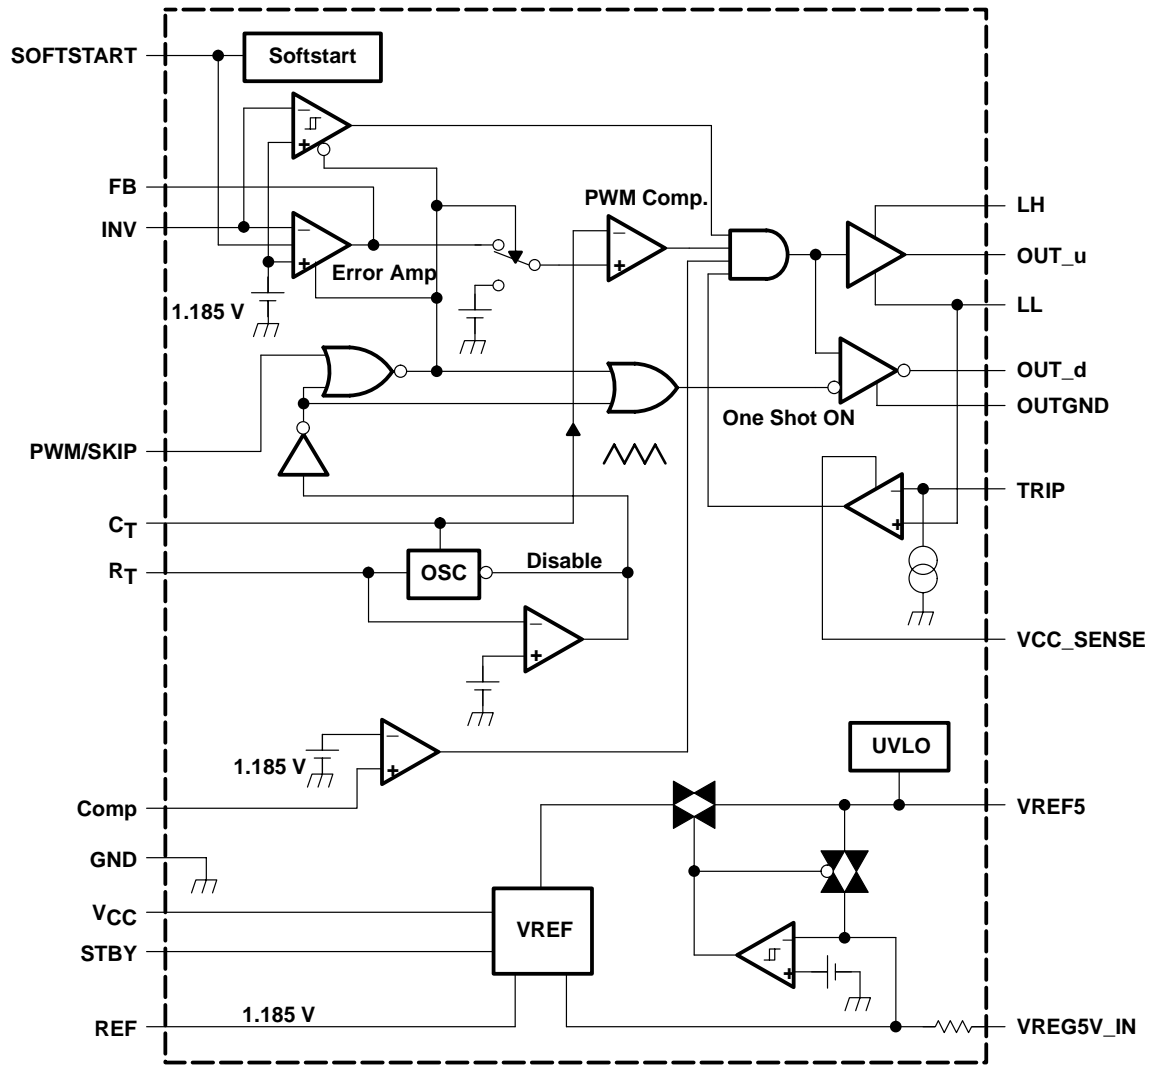 SOFTSTART
Softstart
FB
INV
PWM Comp.
LH
OUT_u
Error Amp
1.185 V
LL
OUT_d
OUTGND
One Shot ON
PWM/SKIP
TRIP
CT
RT
OSC
Disable
VCC_SENSE
UVLO
1.185 V
Comp
VREF5
GND
VCC
VREF
STBY
1.185 V
REF
VREG5V_IN